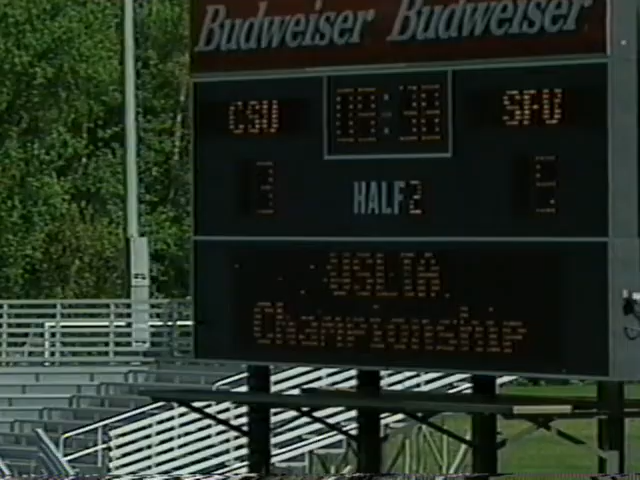 Budweiser Budweiser
CSU SFU
HALF 2
USLIA
Championship